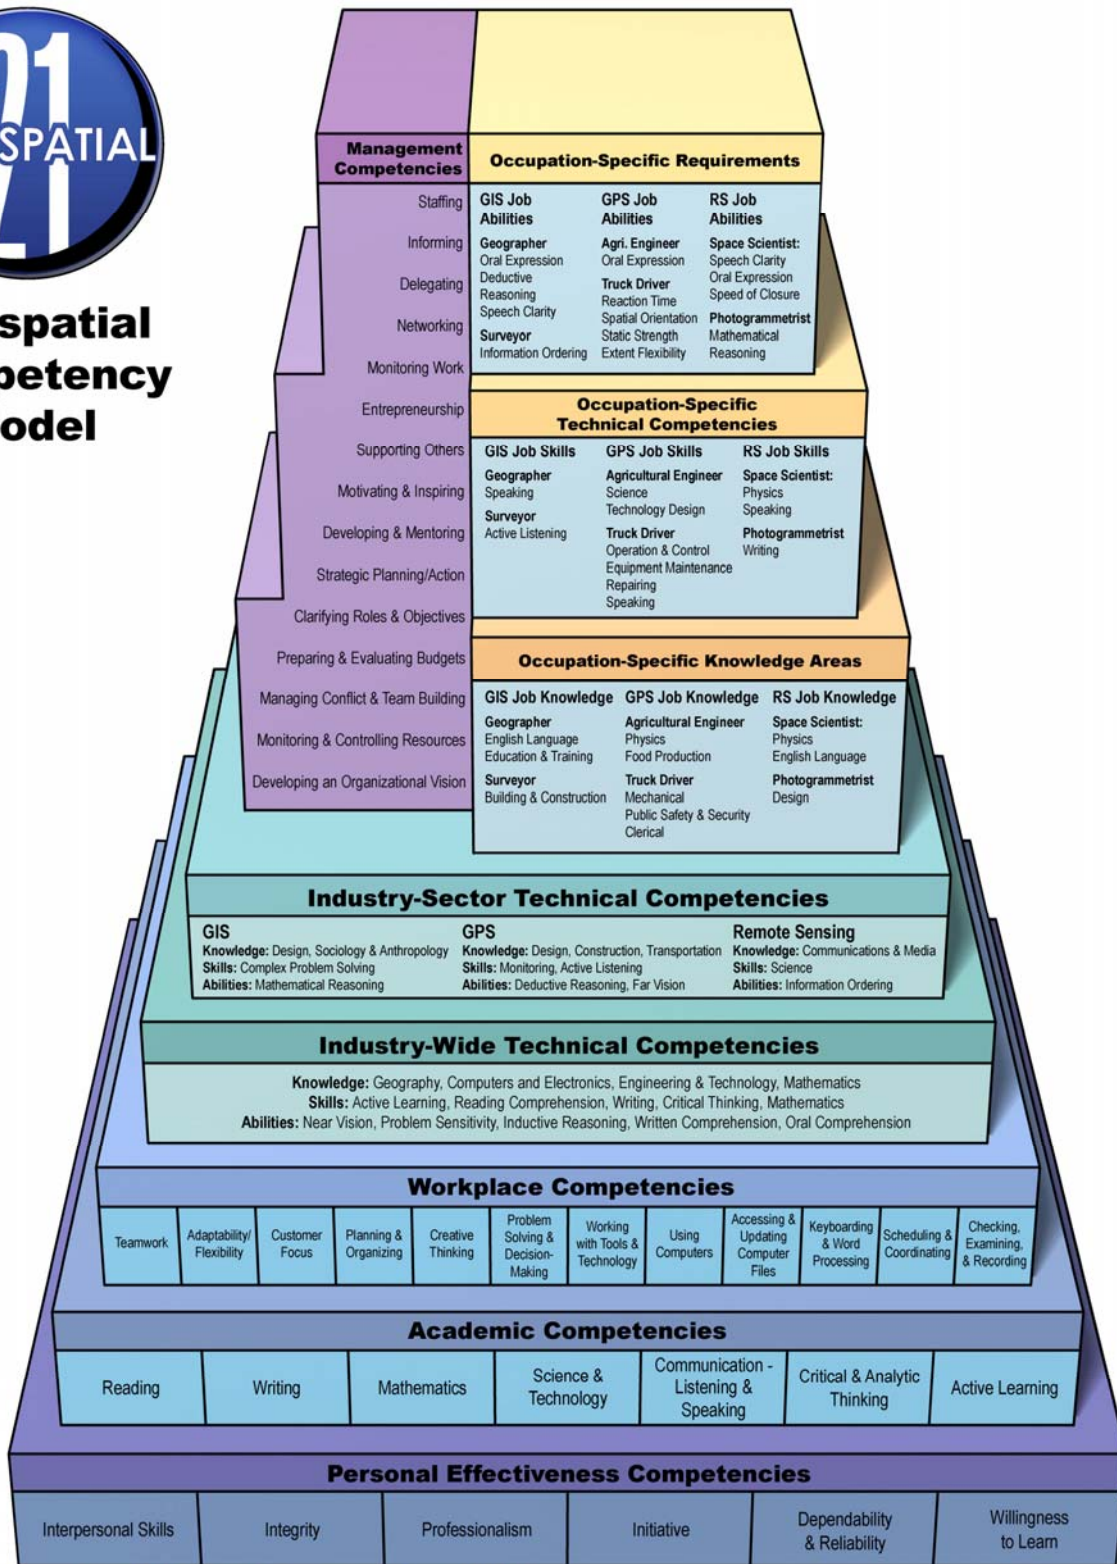 21
SPATIAL
21
spatial
petency
odel
Management
Competencies
Staffing
Informing
Delegating
Networking
Monitoring Work
Entrepreneurship
Supporting Others
Motivating & Inspiring
Developing & Mentoring
Strategic Planning/Action
Clarifying Roles & Objectives
Preparing & Evaluating Budgets
Managing Conflict & Team Building
Monitoring & Controlling Resources
Developing an Organizational Vision
Occupation-Specific Requirements
GIS Job
Abilities
Geographer
Oral Expression
Deductive
Reasoning
Speech Clarity
Surveyor
Information Ordering
GPS Job
Abilities
Agri. Engineer
Oral Expression
Truck Driver
Reaction Time
Spatial Orientation
Static Strength
Extent Flexibility
RS Job
Abilities
Space Scientist:
Speech Clarity
Oral Expression
Speed of Closure
Photogrammetrist
Mathematical
Reasoning
Occupation-Specific
Technical Competencies
GIS Job Skills
Geographer
Speaking
Surveyor
Active Listening
GPS Job Skills
Agricultural Engineer
Science
Technology Design
Truck Driver
Operation & Control
Equipment Maintenance
Repairing
Speaking
RS Job Skills
Space Scientist:
Physics
Speaking
Photogrammetrist
Writing
Occupation-Specific Knowledge Areas
GIS Job Knowledge
Geographer
English Language
Education & Training
Surveyor
Building & Construction
GPS Job Knowledge
Agricultural Engineer
Physics
Food Production
Truck Driver
Mechanical
Public Safety & Security
Clerical
RS Job Knowledge
Space Scientist:
Physics
English Language
Photogrammetrist
Design
Industry-Sector Technical Competencies
GIS
Knowledge: Design, Sociology & Anthropology
Skills: Complex Problem Solving
Abilities: Mathematical Reasoning
GPS
Knowledge: Design, Construction, Transportation
Skills: Monitoring, Active Listening
Abilities: Deductive Reasoning, Far Vision
Remote Sensing
Knowledge: Communications & Media
Skills: Science
Abilities: Information Ordering
Industry-Wide Technical Competencies
Knowledge: Geography, Computers and Electronics, Engineering & Technology, Mathematics
Skills: Active Learning, Reading Comprehension, Writing, Critical Thinking, Mathematics
Abilities: Near Vision, Problem Sensitivity, Inductive Reasoning, Written Comprehension, Oral Comprehension
Workplace Competencies
Teamwork
Adaptability/
Flexibility
Customer
Focus
Planning &
Organizing
Creative
Thinking
Problem
Solving &
Decision-
Making
Working
with Tools &
Technology
Using
Computers
Accessing &
Updating
Computer
Files
Keyboarding
& Word
Processing
Scheduling &
Coordinating
Checking,
Examining,
& Recording
Academic Competencies
Reading
Writing
Mathematics
Science &
Technology
Communication -
Listening &
Speaking
Critical & Analytic
Thinking
Active Learning
Personal Effectiveness Competencies
Interpersonal Skills
Integrity
Professionalism
Initiative
Dependability
& Reliability
Willingness
to Learn